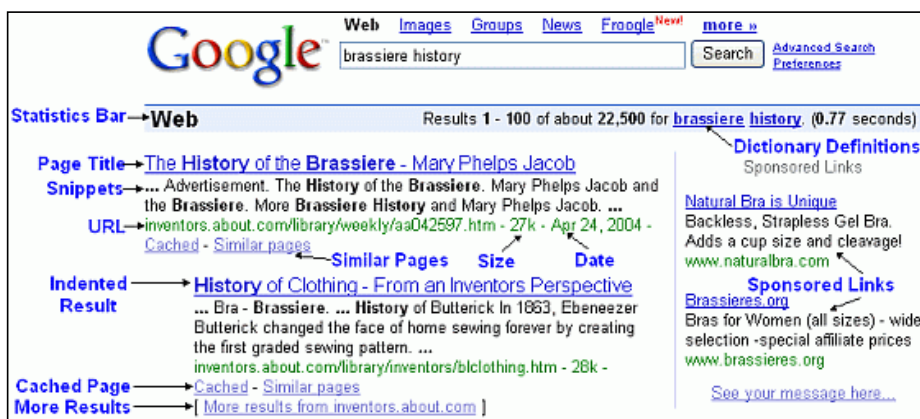 Web Images Groups News Froogle New! more »
Google™
brassiere history Search Advanced Search
Preferences
Statistics Bar Web Results 1 - 100 of about 22,500 for brassiere history. (0.77 seconds)
Dictionary Definitions
Sponsored Links
Page Title The History of the Brassiere - Mary Phelps Jacob
Snippets ... Advertisement. The History of the Brassiere. Mary Phelps Jacob and
the Brassiere. More Brassiere History and Mary Phelps Jacob. ...
URL inventors.about.com/library/weekly/aa042597.htm - 27k - Apr 24, 2004 -
Cached - Similar pages
Similar Pages Size Date
Indented Result History of Clothing - From an Inventors Perspective
... Bra - Brassiere. ... History of Butterick In 1863, Ebeneezer
Butterick changed the face of home sewing forever by creating
the first graded sewing pattern. ...
inventors.about.com/library/inventors/blclothing.htm - 28k -
Cached Page Cached - Similar pages
More Results [ More results from inventors.about.com ]
Natural Bra is Unique
Backless, Strapless Gel Bra.
Adds a cup size and cleavage!
www.naturalbra.com
Sponsored Links
Brassieres.org
Bras for Women (all sizes) - wide
selection -special affiliate prices
www.brassieres.org
See your message here...